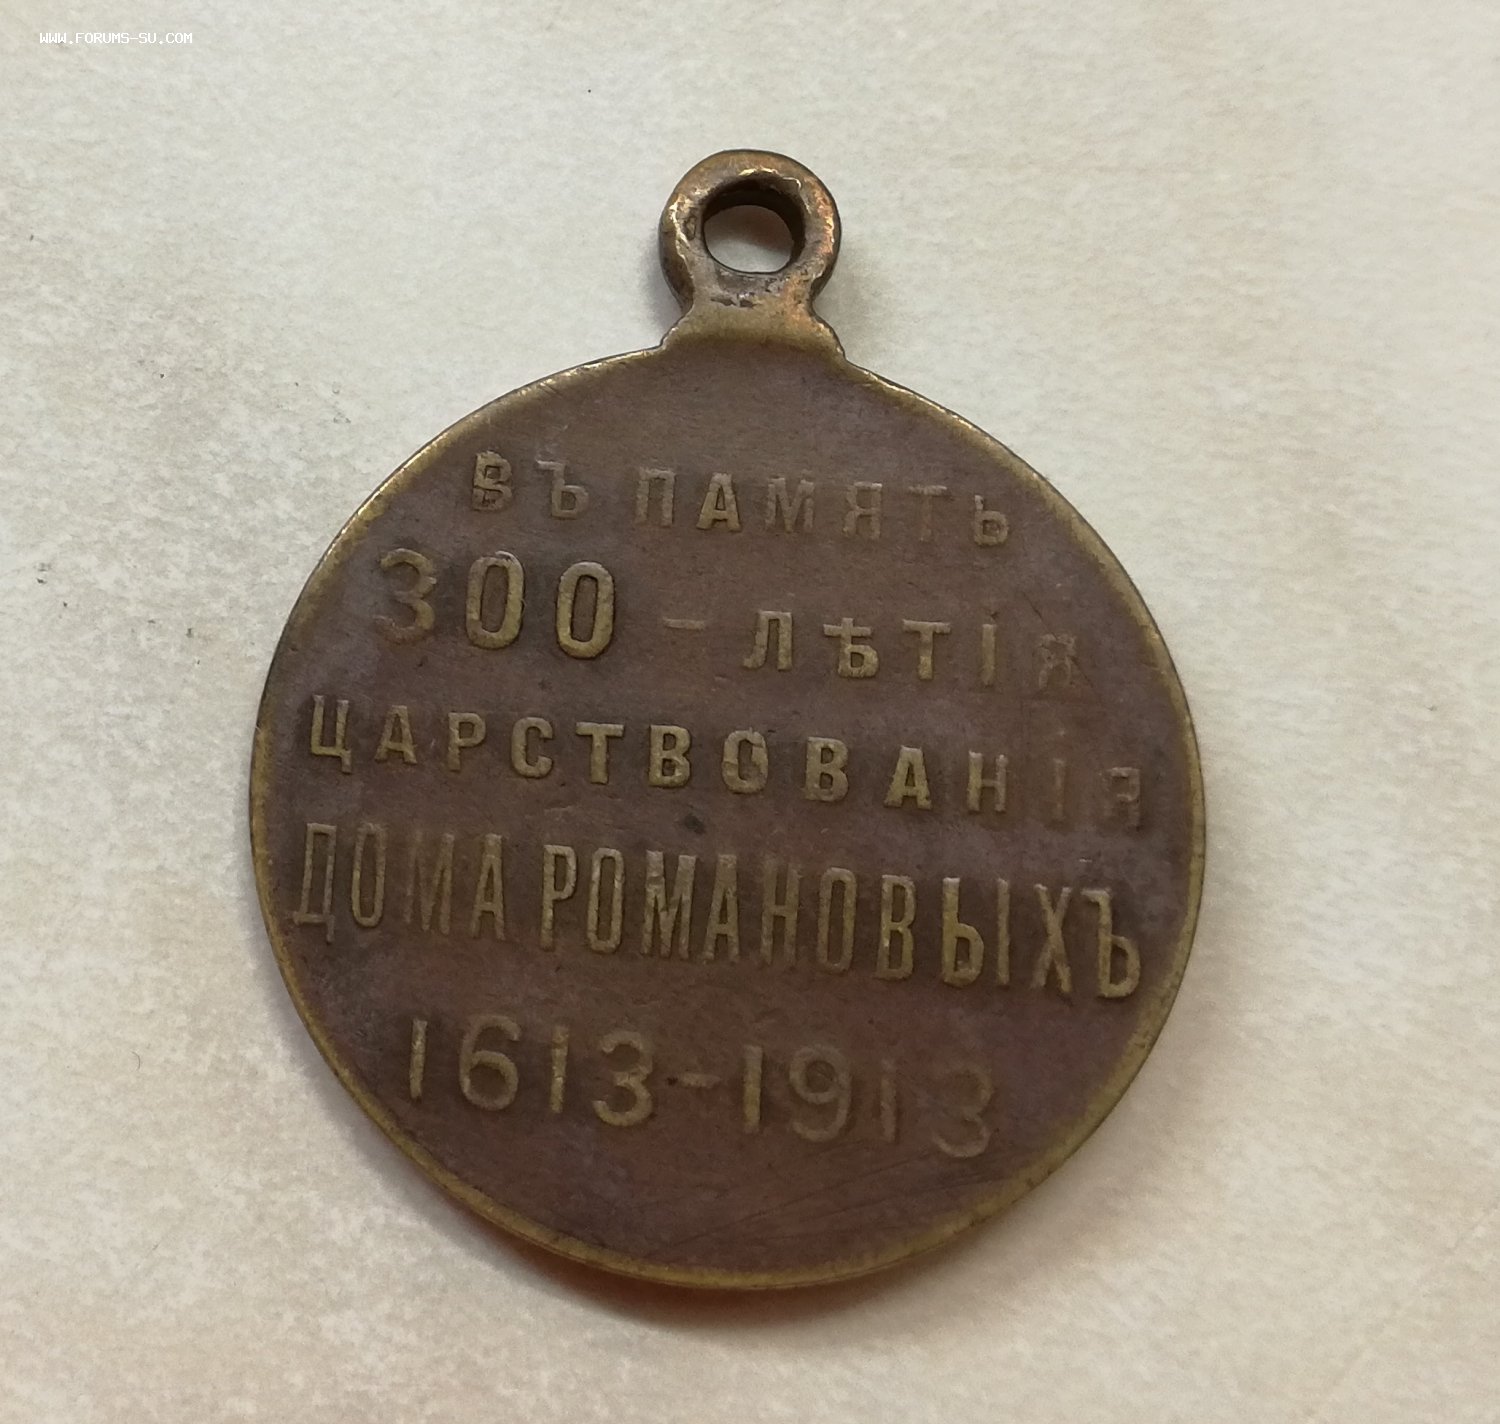 WWW.FORUMS-SU.COM
ВЪ ПАМЯТЬ
300 - ЛѢТІЯ
ЦАРСТВОВАНІЯ
ДОМА РОМАНОВЫХЪ
1613-1913